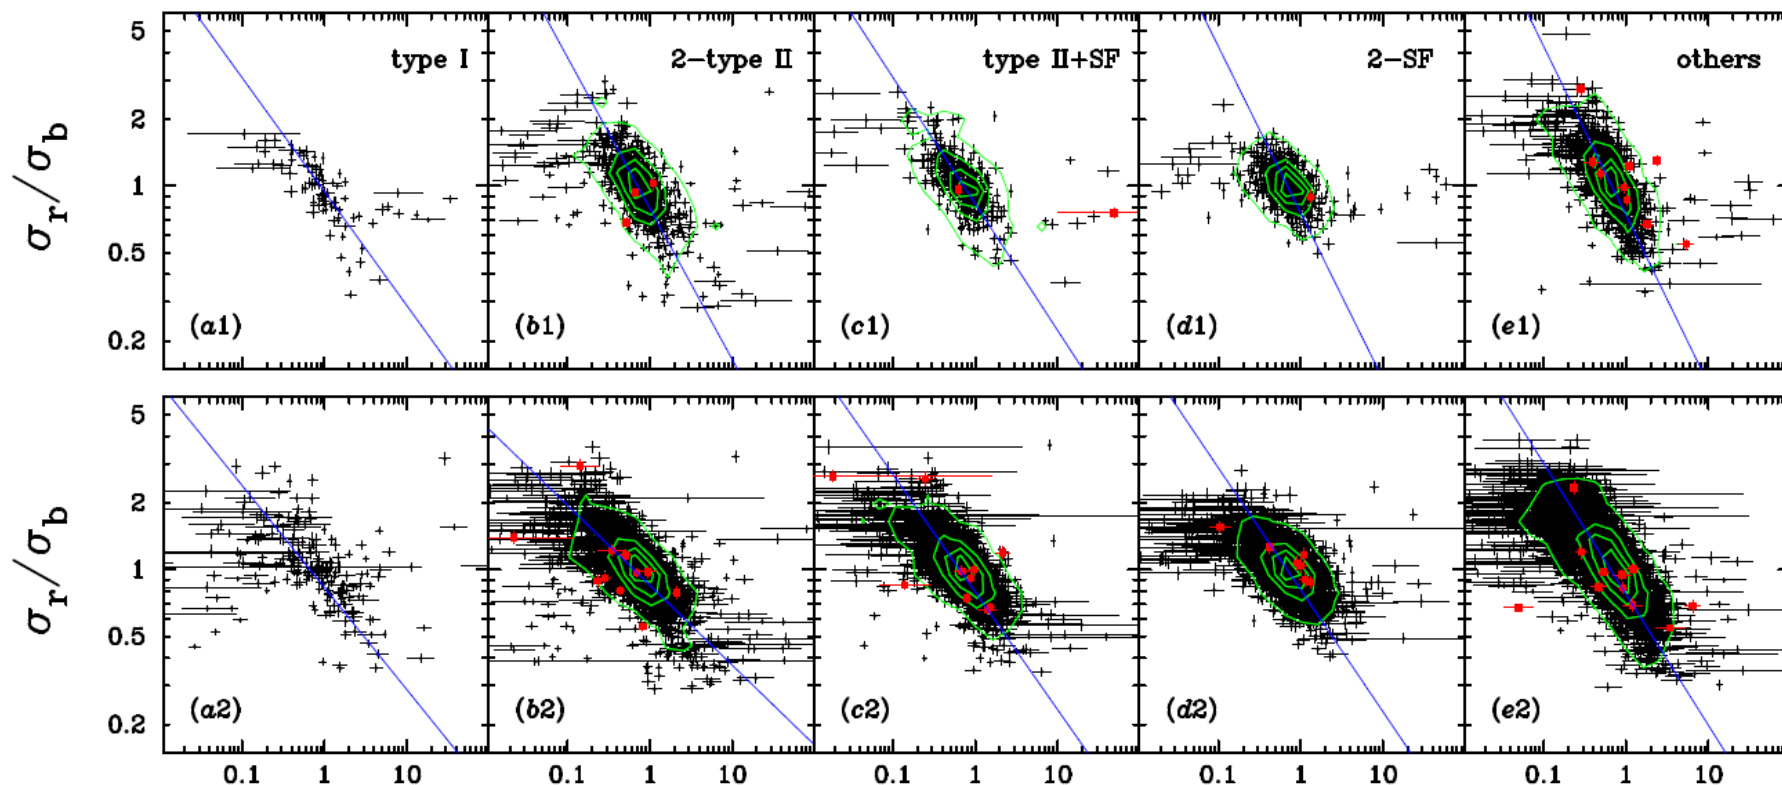 type I
2-type II
type II+SF
2-SF
others
σr/σb
5
2
1
0.5
0.2
(a1)
(b1)
(c1)
(d1)
(e1)
σr/σb
5
2
1
0.5
0.2
(a2)
(b2)
(c2)
(d2)
(e2)
0.1 1 10 0.1 1 10 0.1 1 10 0.1 1 10 0.1 1 10